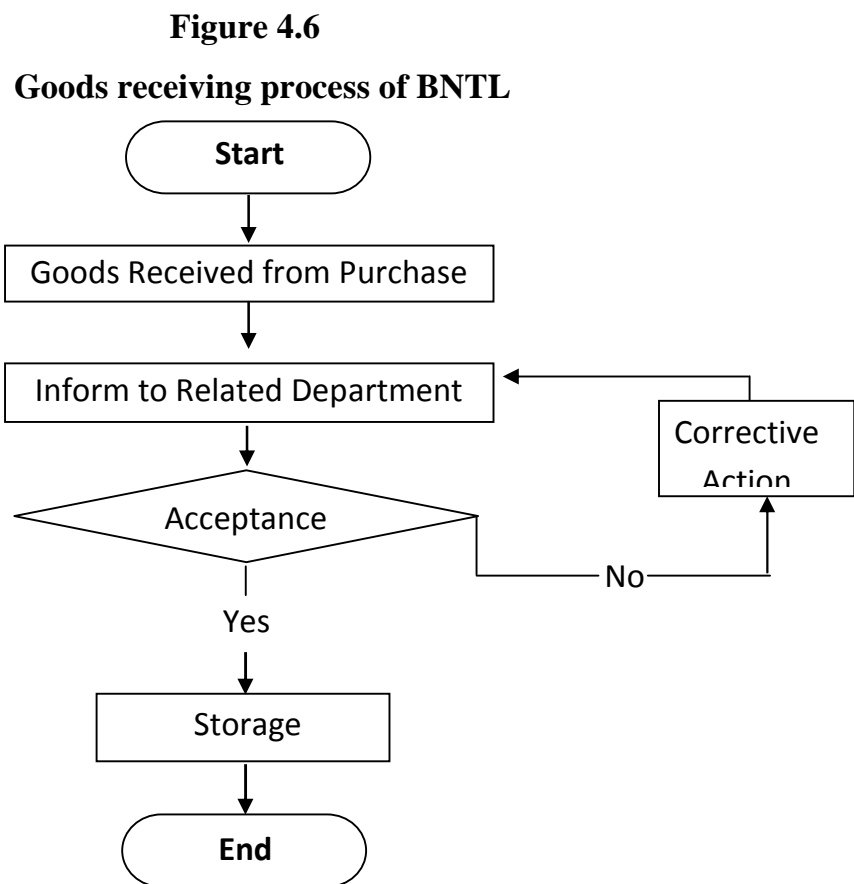 Figure 4.6
Goods receiving process of BNTL
Start
Goods Received from Purchase
Inform to Related Department
Corrective
Action
Acceptance
No
Yes
Storage
End